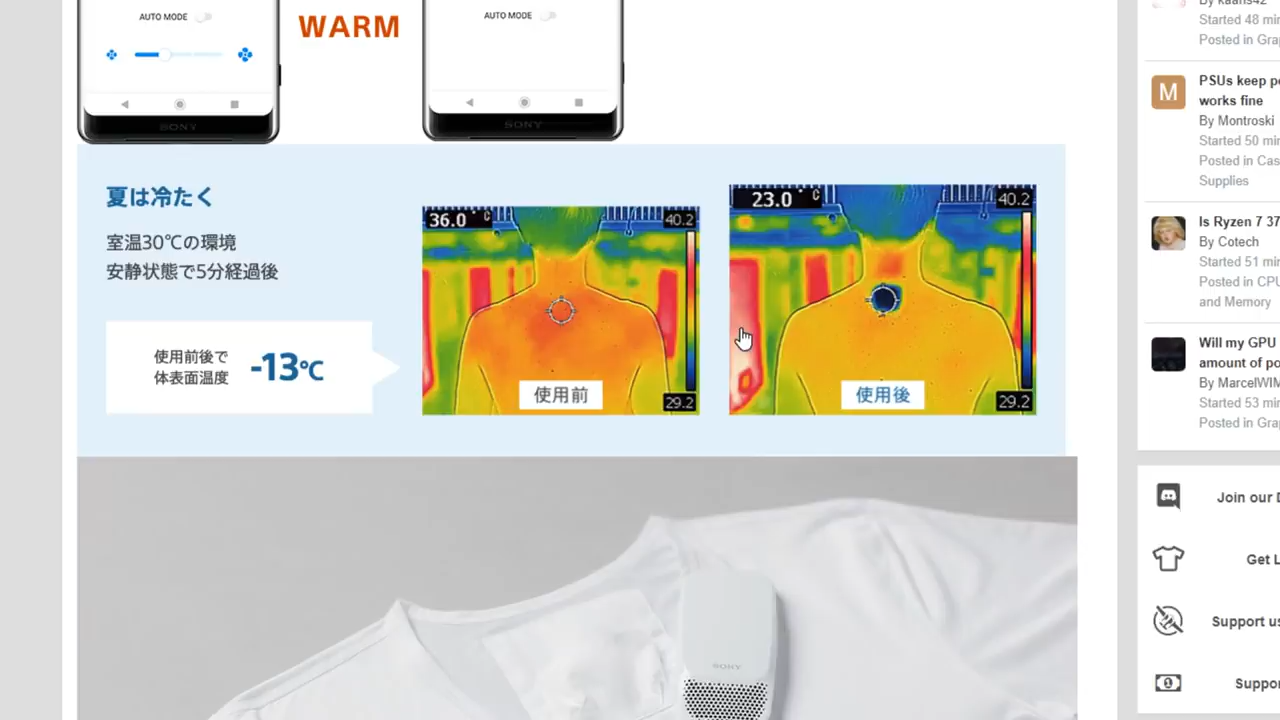 AUTO MODE
WARM
AUTO MODE
SONY
SONY
夏は冷たく
室温30℃の環境
安静状態で5分経過後
使用前後で
体表面温度
-13℃
36.0 °C
40.2
使用前
29.2
23.0 °C
40.2
使用後
29.2
SONY
Started 48 min
Posted in Gra
M
PSUs keep p
works fine
By Montroski
Started 50 min
Posted in Cas
Supplies
Is Ryzen 7 37
By Cotech
Started 51 min
Posted in CPU
and Memory
Will my GPU
amount of po
By MarcelWIM
Started 53 min
Posted in Gra
Join our D
Get L
Support us
Suppo